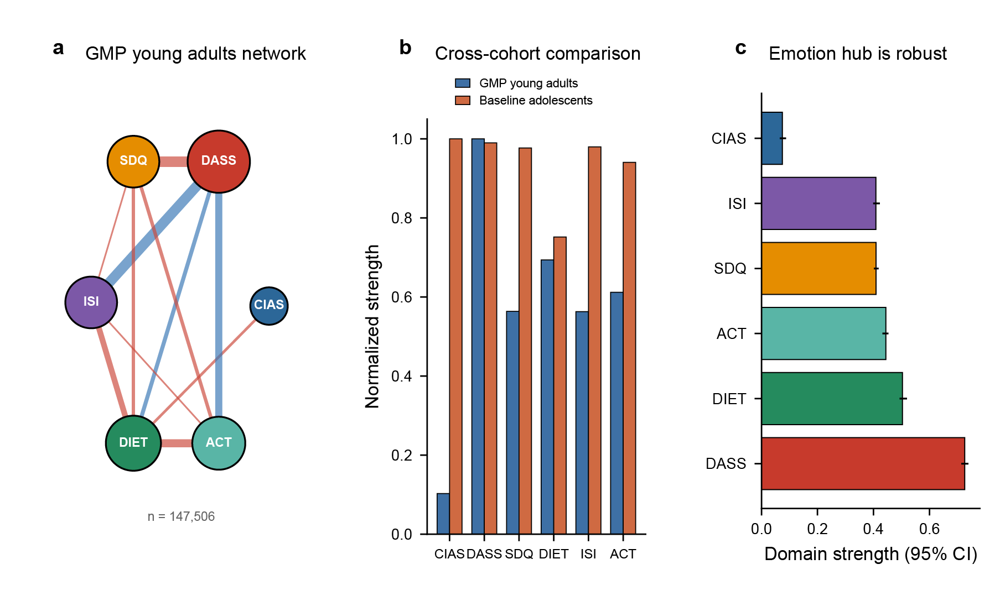 a GMP young adults network
SDQ
DASS
ISI
CIAS
DIET
ACT
n = 147,506
b Cross-cohort comparison
GMP young adults
Baseline adolescents
Normalized strength
1.0
0.8
0.6
0.4
0.2
0.0
CIAS DASS SDQ DIET ISI ACT
c Emotion hub is robust
CIAS
ISI
SDQ
ACT
DIET
DASS
0.0 0.2 0.4 0.6
Domain strength (95% CI)